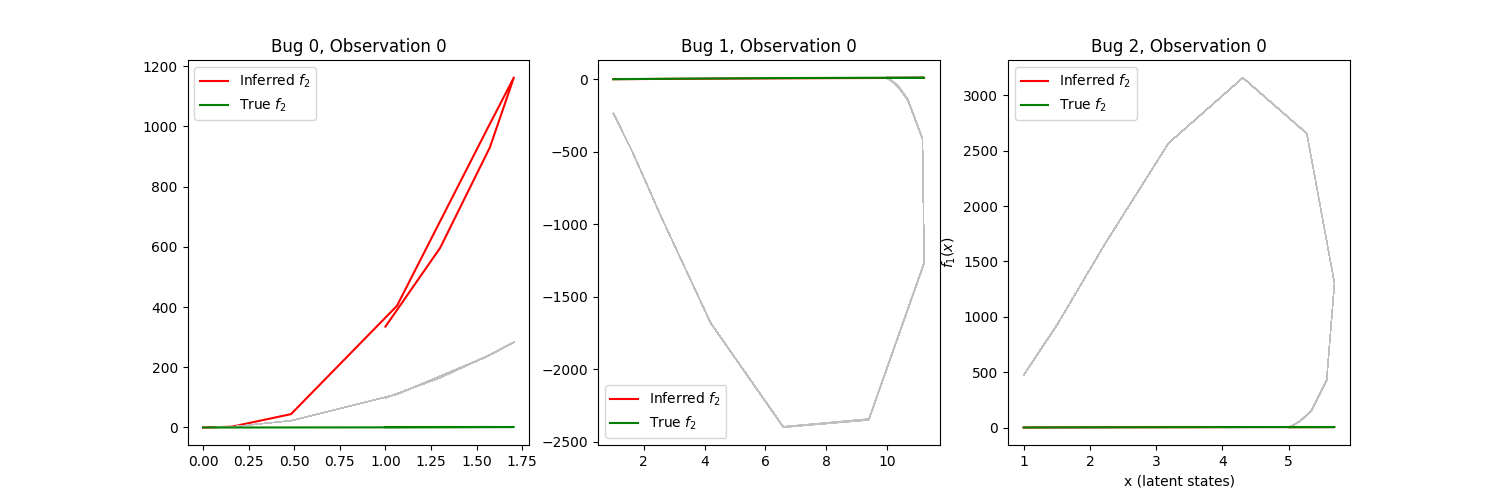 Bug 0, Observation 0
Inferred f₂
True f₂
1200
1000
800
600
400
200
0
0.00 0.25 0.50 0.75 1.00 1.25 1.50 1.75
Bug 1, Observation 0
0
−500
−1000
−1500
−2000
−2500
Inferred f₂
True f₂
2 4 6 8 10
Bug 2, Observation 0
Inferred f₂
True f₂
f₁(x)
3000
2500
2000
1500
1000
500
0
1 2 3 4 5
x (latent states)